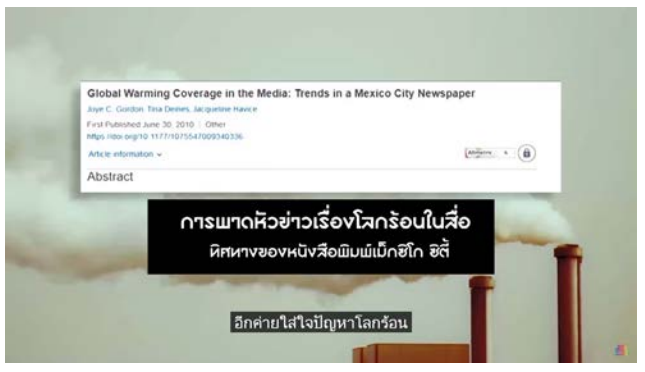 Global Warming Coverage in the Media: Trends in a Mexico City Newspaper
Joye C. Gordon, Tina Deines, Jacqueline Havice
First Published June 30, 2010 Other
https://doi.org/10.1177/1075547009340336
Article information
Altmetric
Abstract
การพาดหัวข่าวเรื่องโลกร้อนในสื่อ
ทิศทางของหนังสือพิมพ์เม็กซิโก ซิตี้
อีกค่ายใส่ใจปัญหาโลกร้อน